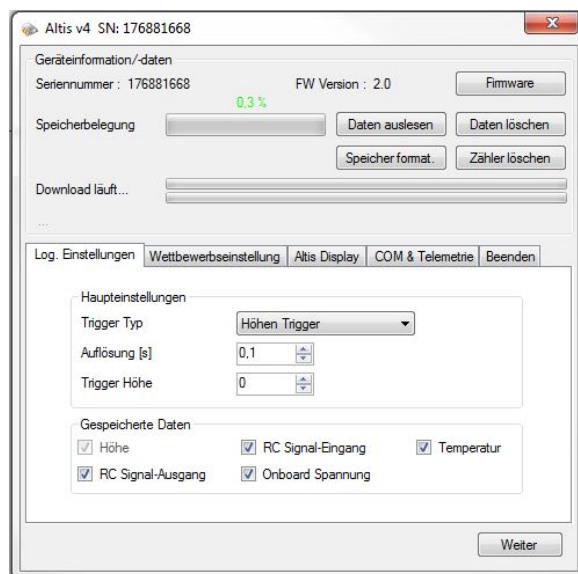 Altis v4 SN: 176881668
Geräteinformation/-daten
Seriennummer : 176881668 FW Version : 2.0 Firmware
0,3 %
Speicherbelegung Daten auslesen Daten löschen
Speicher format. Zähler löschen
Download läuft...
...
Log. Einstellungen Wettbewerbseinstellung Altis Display COM & Telemetrie Beenden
Haupteinstellungen
Trigger Typ Höhen Trigger
Auflösung [s] 0,1
Trigger Höhe 0
Gespeicherte Daten
Höhe RC Signal-Eingang Temperatur
RC Signal-Ausgang Onboard Spannung
Weiter